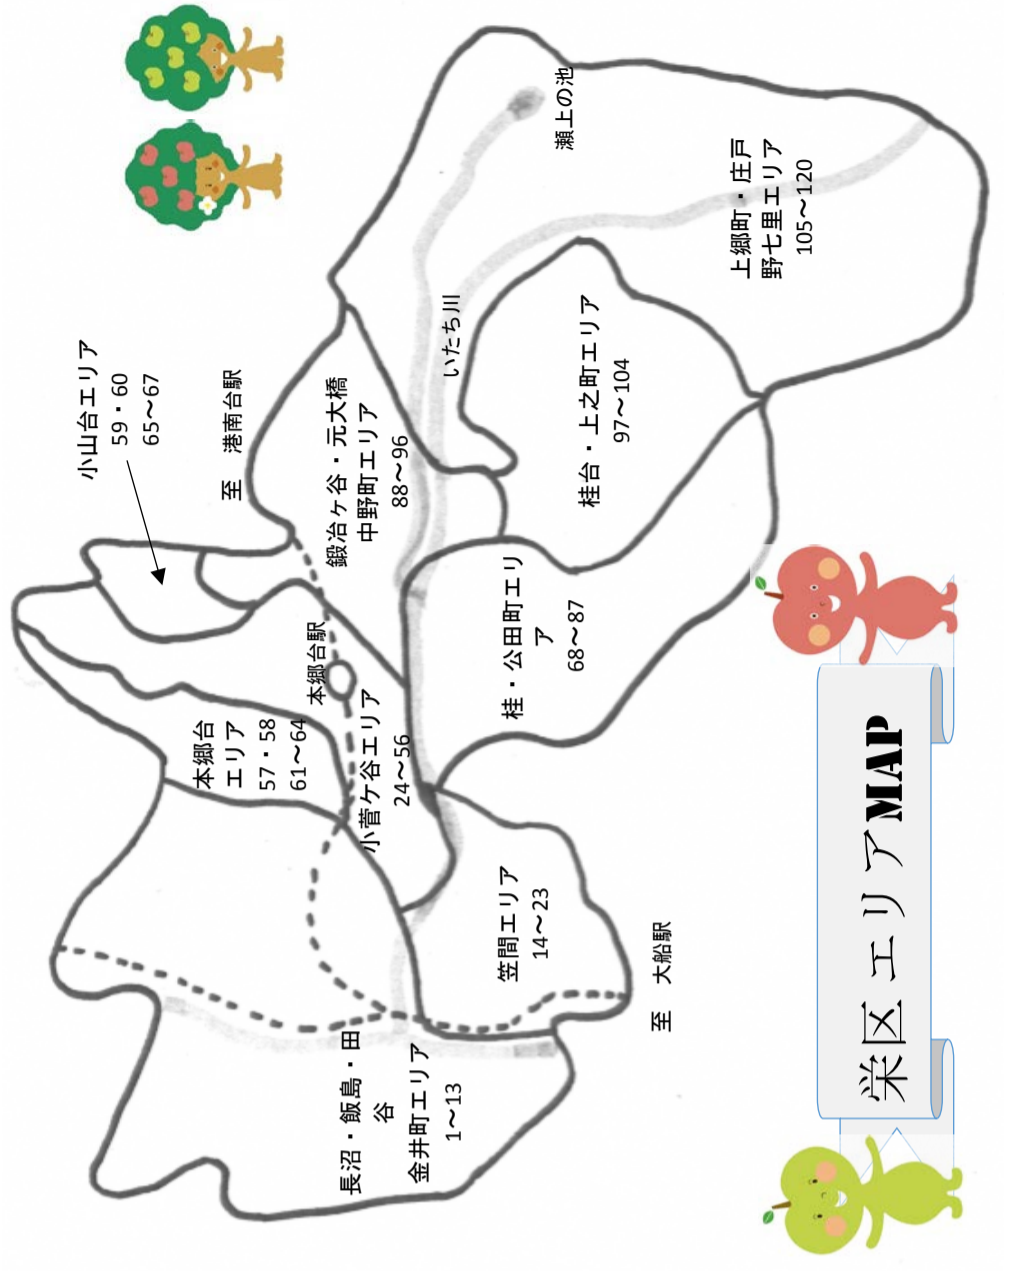 栄区 エリアMAP
長沼・飯島・田
谷
金井町エリア
1～13
笠間エリア
14～23
至　大船駅
小菅ケ谷エリア
24～56
本郷台
エリア
57・58
61～64
本郷台駅
小山台エリア
59・60
65～67
至　港南台駅
桂・公田町エリ
ア
68～87
鍛冶ヶ谷・元大橋
中野町エリア
88～96
いたち川
桂台・上之町エリア
97～104
瀬上の池
上郷町・庄戸
野七里エリア
105～120